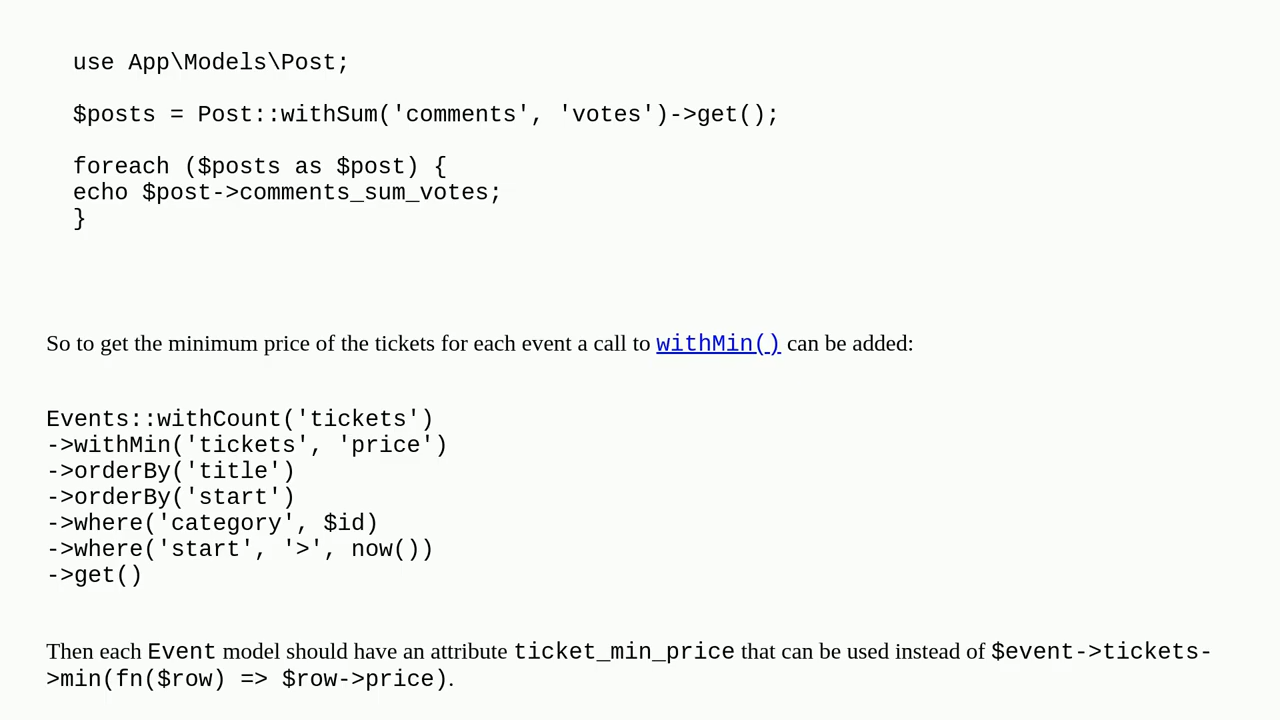 use App\Models\Post;
$posts = Post::withSum('comments', 'votes')->get();
foreach ($posts as $post) {
echo $post->comments_sum_votes;
}
So to get the minimum price of the tickets for each event a call to withMin() can be added:
Events::withCount('tickets')
->withMin('tickets', 'price')
->orderBy('title')
->orderBy('start')
->where('category', $id)
->where('start', '>', now())
->get()
Then each Event model should have an attribute ticket_min_price that can be used instead of $event->tickets-
>min(fn($row) => $row->price).